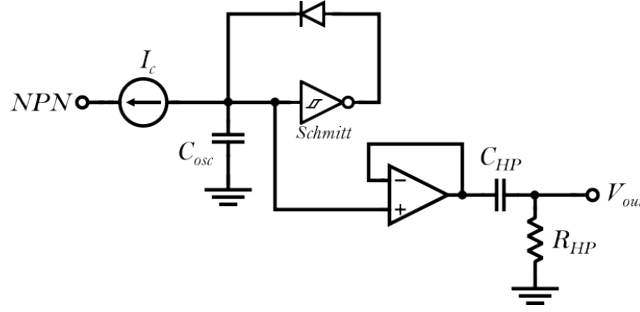 I_c
NPN
Schmitt
C_osc
C_HP
−
+
V_out
R_HP